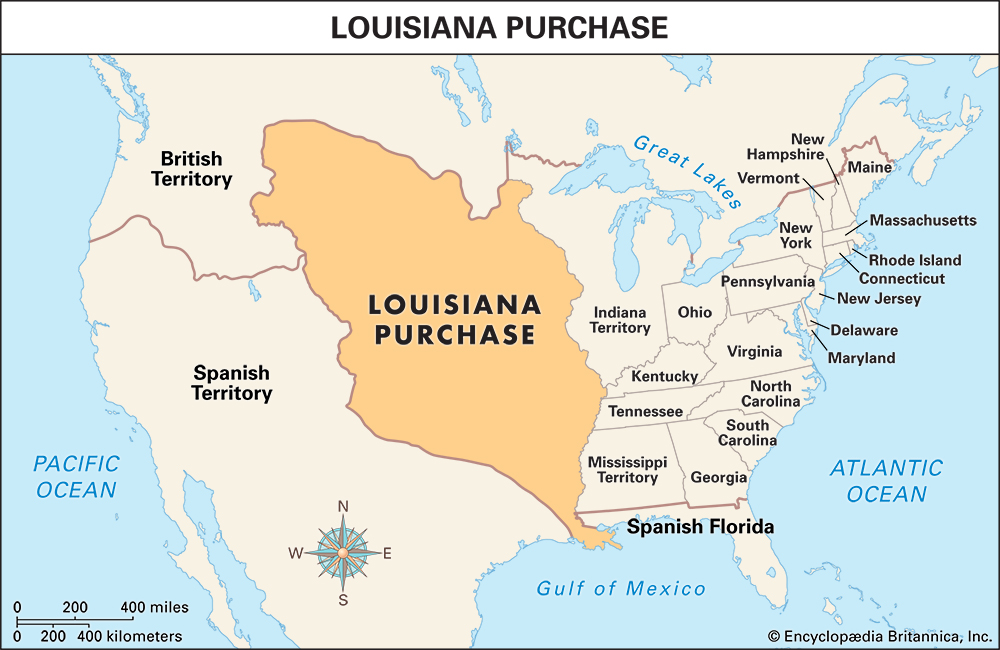 LOUISIANA PURCHASE
British
Territory
Great Lakes
New
Hampshire
Vermont
Maine
Massachusetts
New
York
Rhode Island
Connecticut
Pennsylvania
New Jersey
LOUISIANA
PURCHASE
Indiana
Territory
Ohio
Delaware
Virginia
Maryland
Spanish
Territory
Kentucky
North
Carolina
Tennessee
South
Carolina
PACIFIC
OCEAN
Mississippi
Territory
Georgia
ATLANTIC
OCEAN
N
W
E
S
Spanish Florida
Gulf of Mexico
0 200 400 miles
0 200 400 kilometers
© Encyclopædia Britannica, Inc.